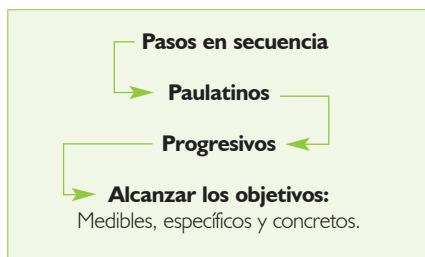 Pasos en secuencia
Paulatinos
Progresivos
Alcanzar los objetivos:
Medibles, específicos y concretos.